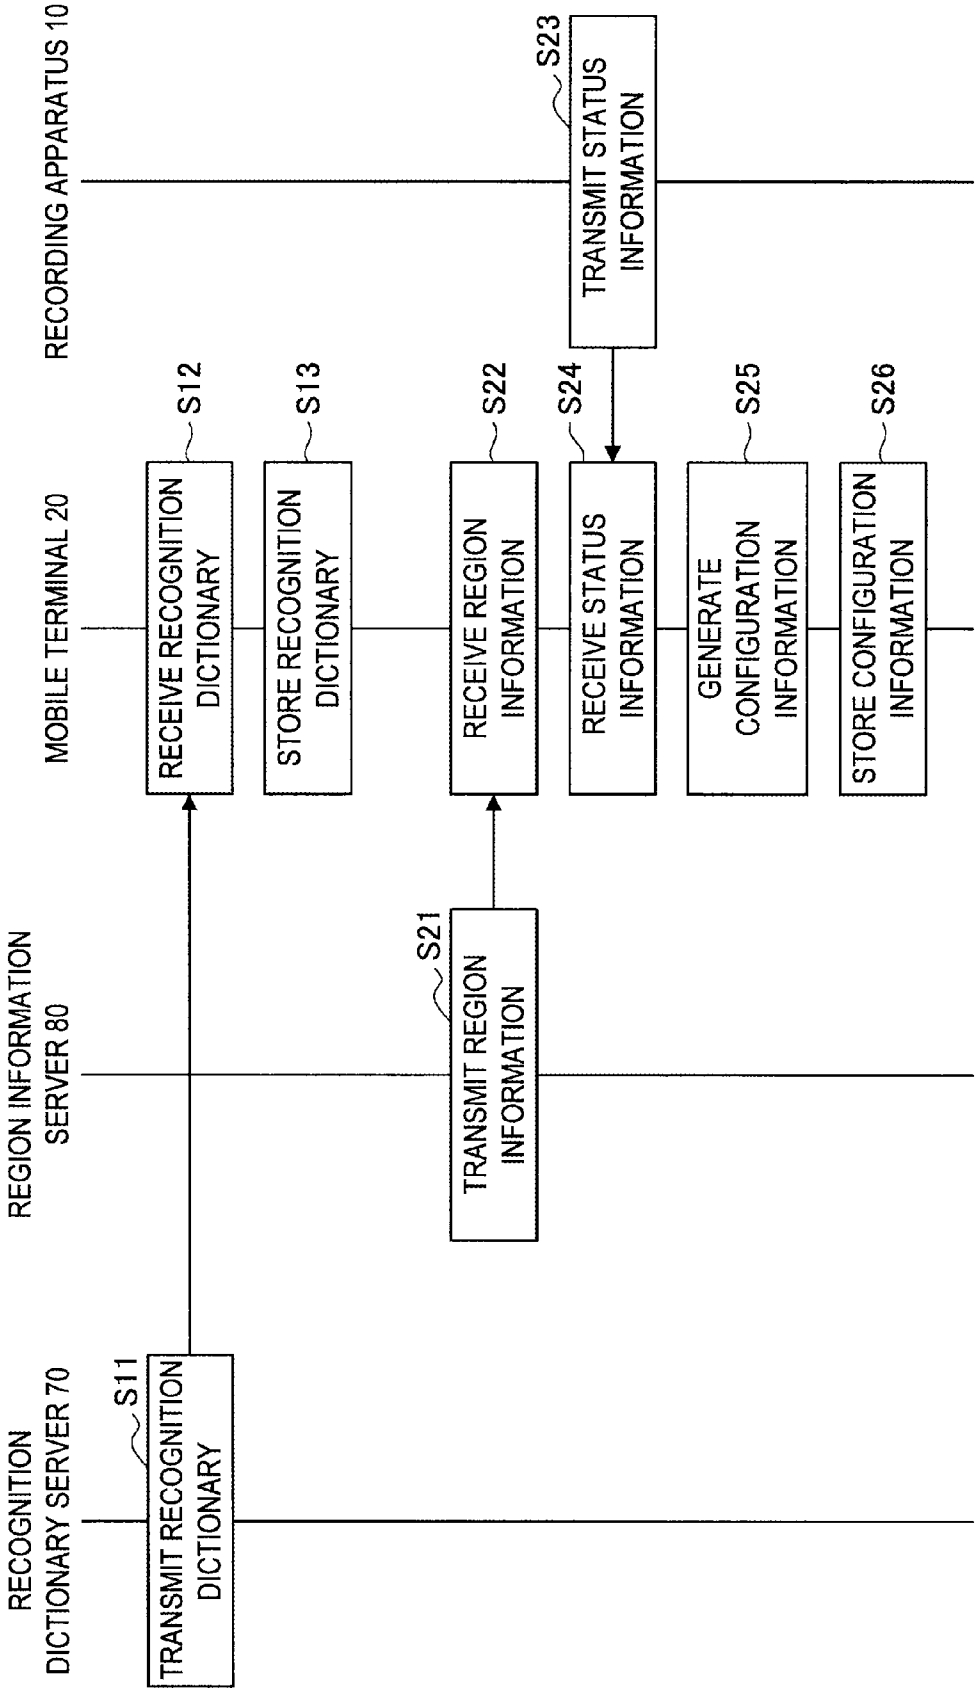 RECOGNITION
DICTIONARY SERVER 70
REGION INFORMATION
SERVER 80
MOBILE TERMINAL 20
RECORDING APPARATUS 10
S11
TRANSMIT RECOGNITION
DICTIONARY
S12
RECEIVE RECOGNITION
DICTIONARY
S13
STORE RECOGNITION
DICTIONARY
S21
TRANSMIT REGION
INFORMATION
S22
RECEIVE REGION
INFORMATION
S23
TRANSMIT STATUS
INFORMATION
S24
RECEIVE STATUS
INFORMATION
S25
GENERATE
CONFIGURATION
INFORMATION
S26
STORE CONFIGURATION
INFORMATION